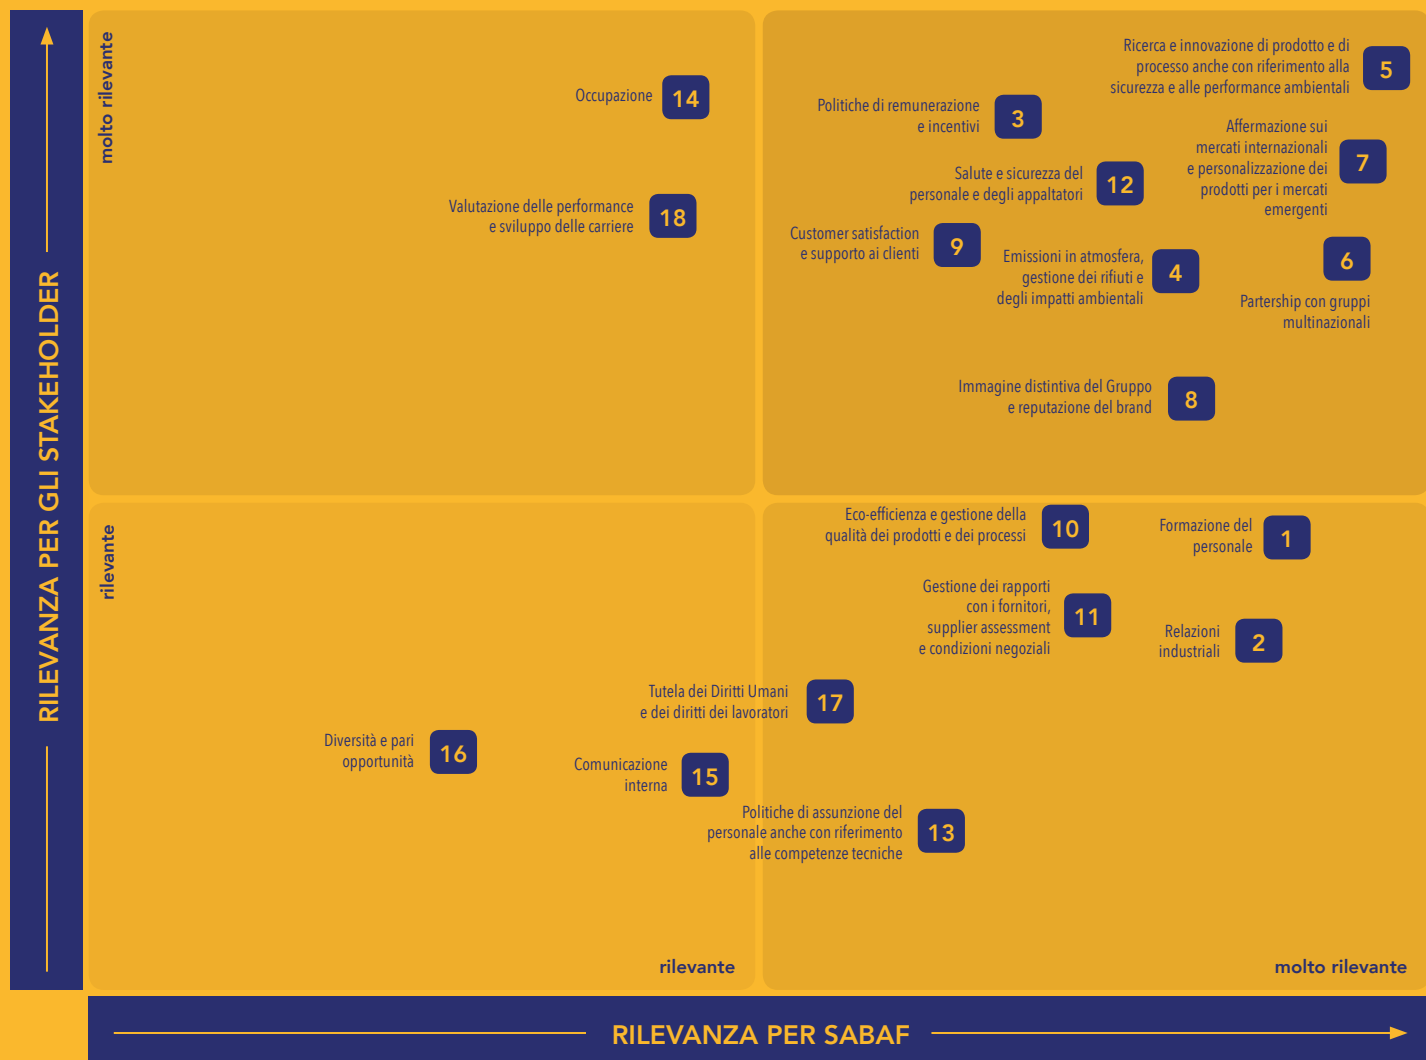 RILEVANZA PER GLI STAKEHOLDER
molto rilevante
Occupazione
14
Valutazione delle performance
e sviluppo delle carriere
18
Ricerca e innovazione di prodotto e di
processo anche con riferimento alla
sicurezza e alle performance ambientali
5
Politiche di remunerazione
e incentivi
3
Affermazione sui
mercati internazionali
e personalizzazione dei
prodotti per i mercati
emergenti
7
Salute e sicurezza del
personale e degli appaltatori
12
Customer satisfaction
e supporto ai clienti
9
Emissioni in atmosfera,
gestione dei rifiuti e
degli impatti ambientali
4
6
Partership con gruppi
multinazionali
Immagine distintiva del Gruppo
e reputazione del brand
8
rilevante
Eco-efficienza e gestione della
qualità dei prodotti e dei processi
10
Formazione del
personale
1
Gestione dei rapporti
con i fornitori,
supplier assessment
e condizioni negoziali
11
Relazioni
industriali
2
Tutela dei Diritti Umani
e dei diritti dei lavoratori
17
Diversità e pari
opportunità
16
Comunicazione
interna
15
Politiche di assunzione del
personale anche con riferimento
alle competenze tecniche
13
rilevante
molto rilevante
RILEVANZA PER SABAF